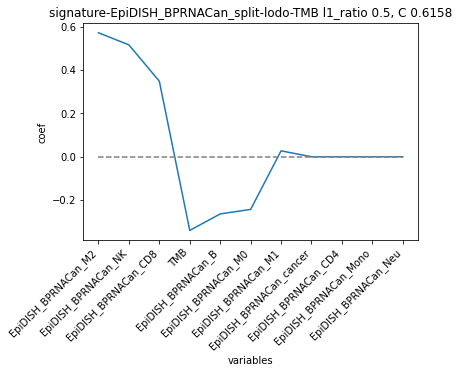 signature-EpiDISH_BPRNACan_split-lodo-TMB l1_ratio 0.5, C 0.6158
0.6
0.4
0.2
0.0
−0.2
coef
EpiDISH_BPRNACan_M2
EpiDISH_BPRNACan_NK
EpiDISH_BPRNACan_CD8
TMB
EpiDISH_BPRNACan_B
EpiDISH_BPRNACan_M0
EpiDISH_BPRNACan_M1
EpiDISH_BPRNACan_cancer
EpiDISH_BPRNACan_CD4
EpiDISH_BPRNACan_Mono
EpiDISH_BPRNACan_Neu
variables